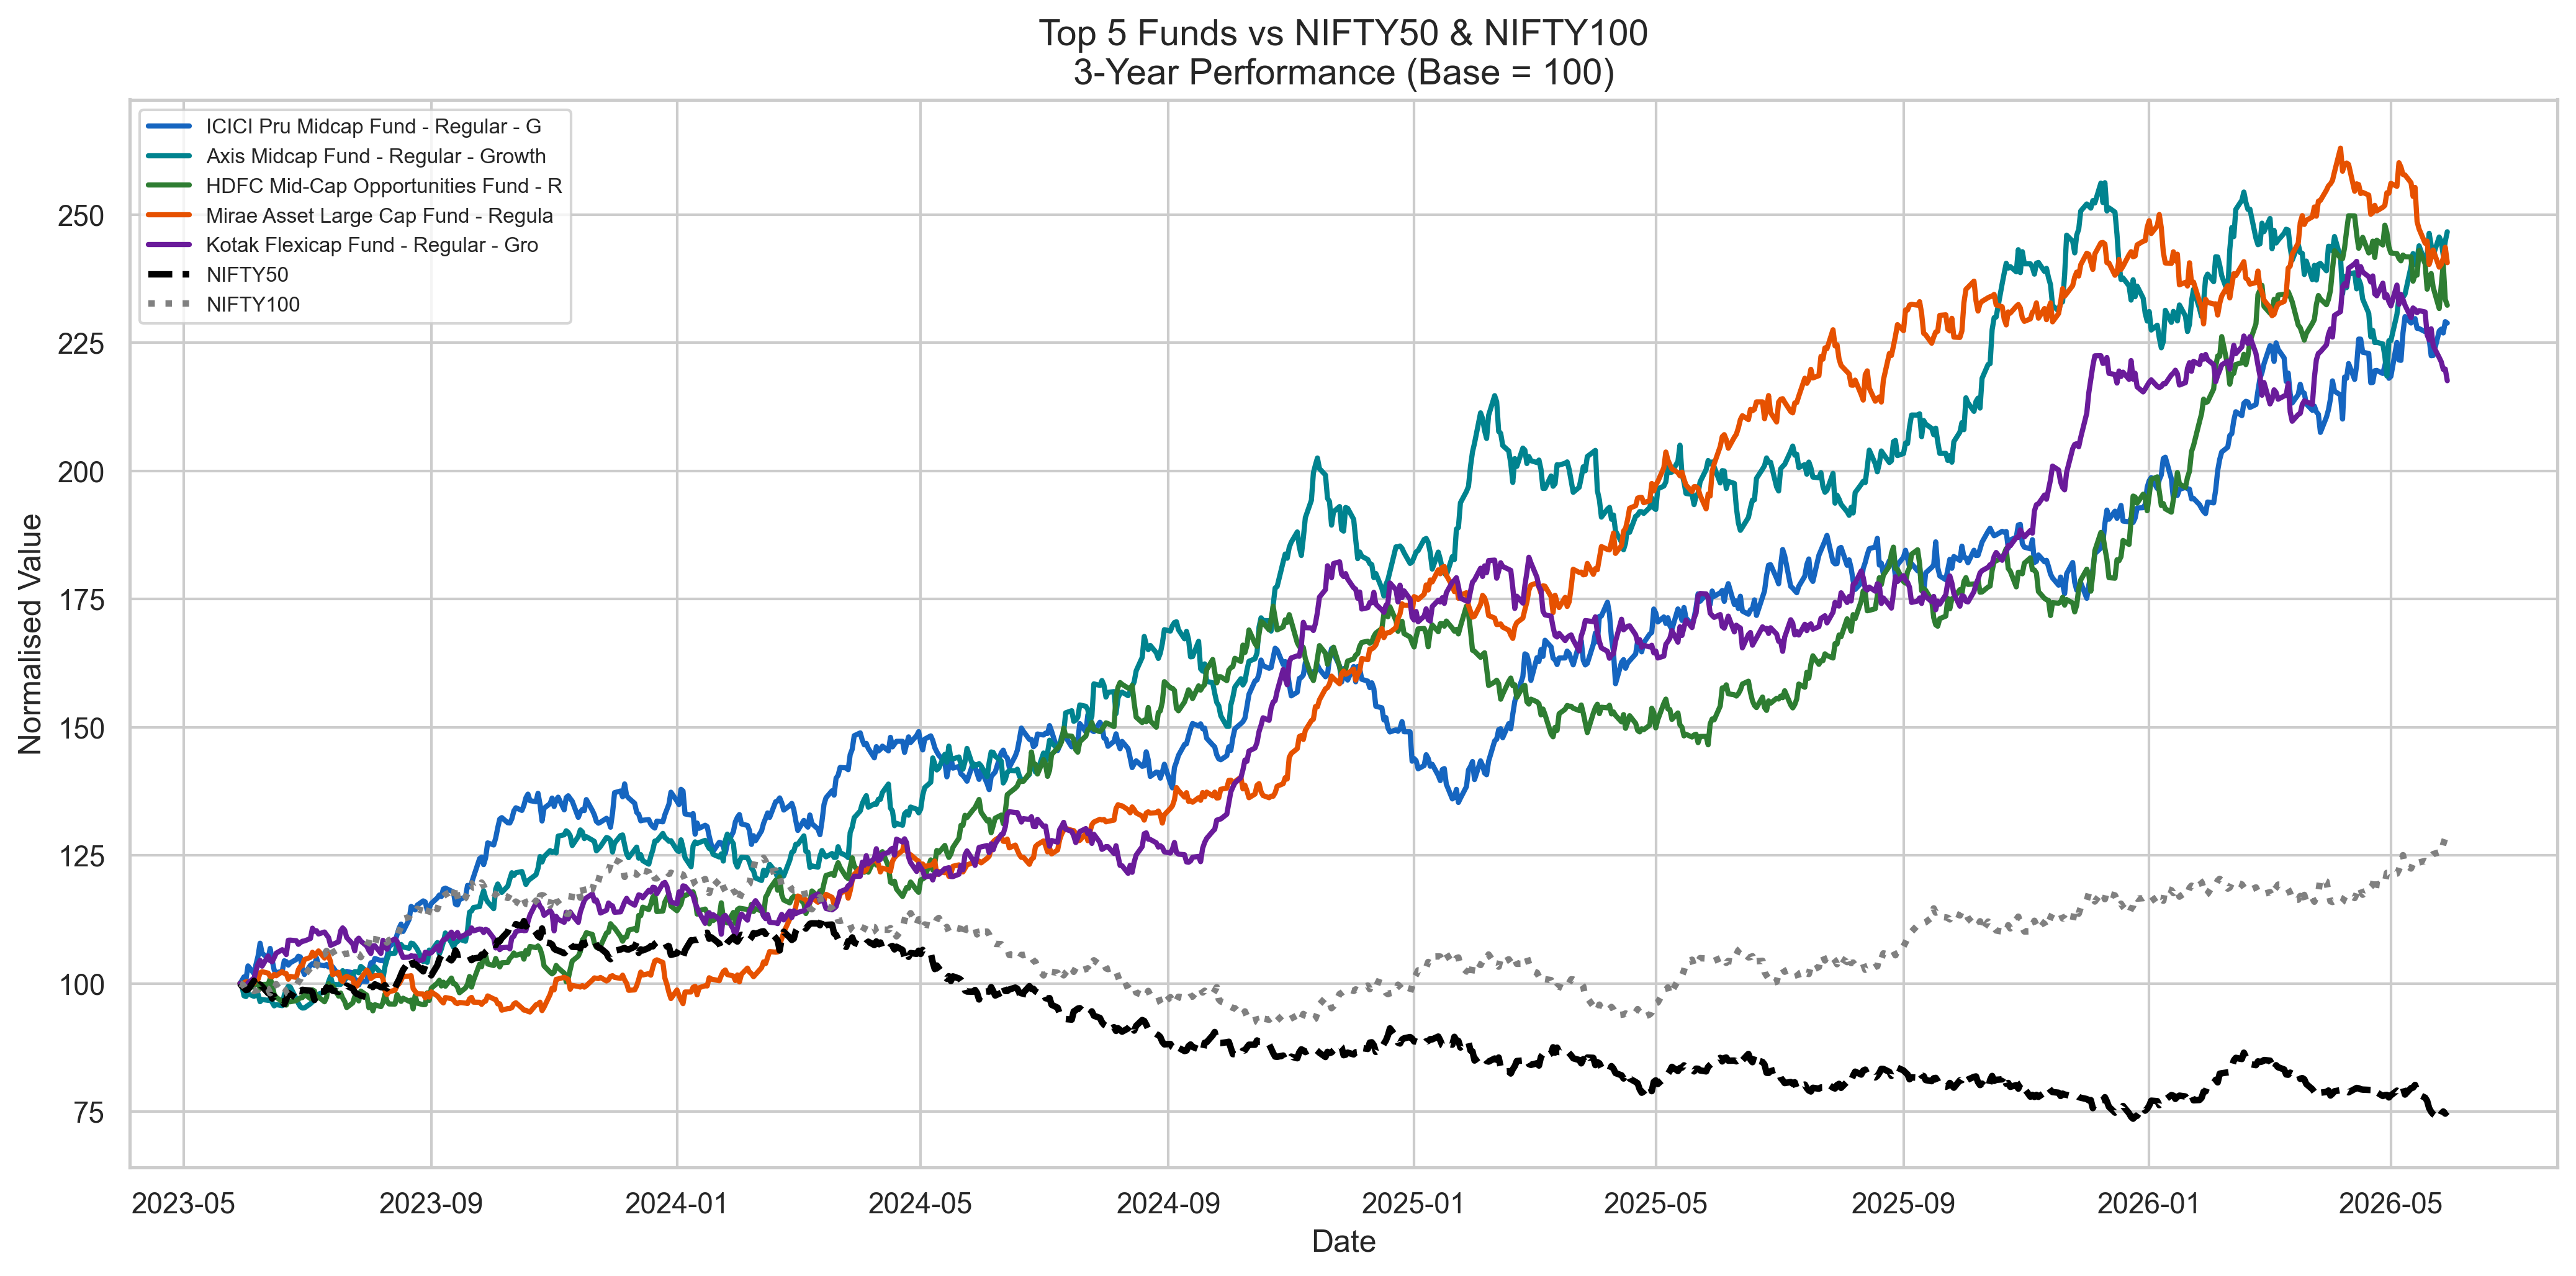 Top 5 Funds vs NIFTY50 & NIFTY100
3-Year Performance (Base = 100)
ICICI Pru Midcap Fund - Regular - G
Axis Midcap Fund - Regular - Growth
HDFC Mid-Cap Opportunities Fund - R
Mirae Asset Large Cap Fund - Regula
Kotak Flexicap Fund - Regular - Gro
NIFTY50
NIFTY100
Normalised Value
250
225
200
175
150
125
100
75
2023-05 2023-09 2024-01 2024-05 2024-09 2025-01 2025-05 2025-09 2026-01 2026-05
Date